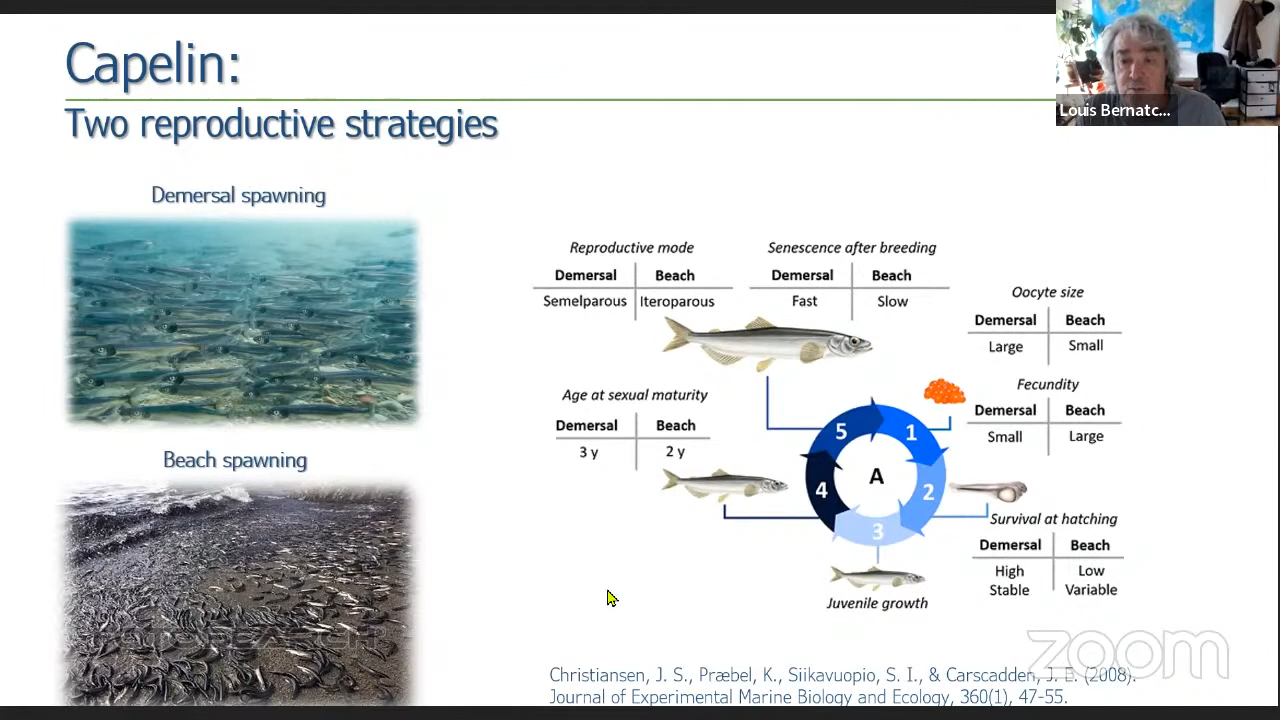 Capelin:
Two reproductive strategies
Louis Bernatc...
Demersal spawning
Beach spawning
Reproductive mode
Demersal Beach
Semelparous Iteroparous
Senescence after breeding
Demersal Beach
Fast Slow
Oocyte size
Demersal Beach
Large Small
Fecundity
Demersal Beach
Small Large
Age at sexual maturity
Demersal Beach
3 y 2 y
5 1
A
4 2
3
Survival at hatching
Demersal Beach
High Low
Stable Variable
Juvenile growth
zoom
Christiansen, J. S., Præbel, K., Siikavuopio, S. I., & Carscadden, J. E. (2008).
Journal of Experimental Marine Biology and Ecology, 360(1), 47-55.